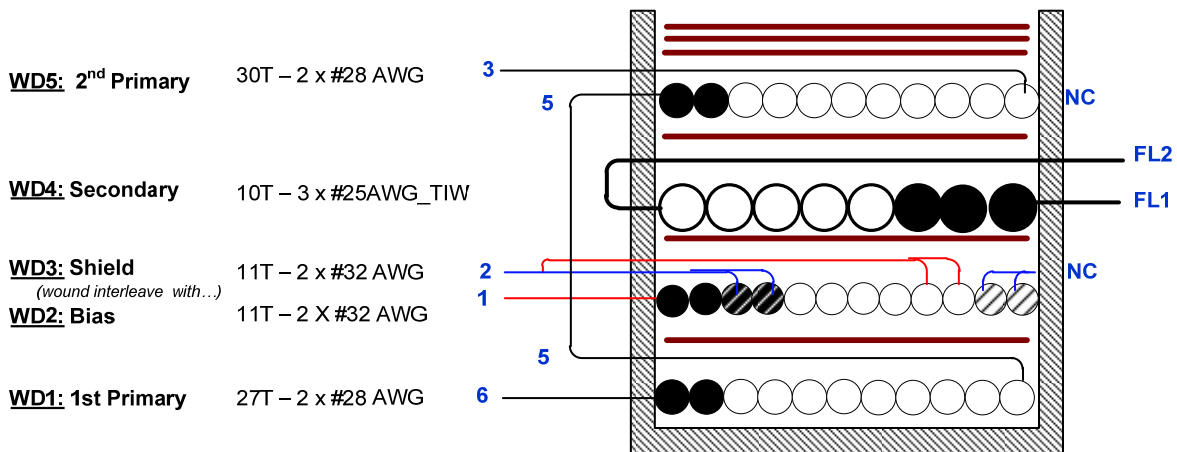 WD5: 2nd Primary 30T – 2 x #28 AWG 3
5 NC
FL2
WD4: Secondary 10T – 3 x #25AWG_TIW FL1
WD3: Shield 11T – 2 x #32 AWG 2 NC
(wound interleave with…)
1
WD2: Bias 11T – 2 X #32 AWG
5
WD1: 1st Primary 27T – 2 x #28 AWG 6